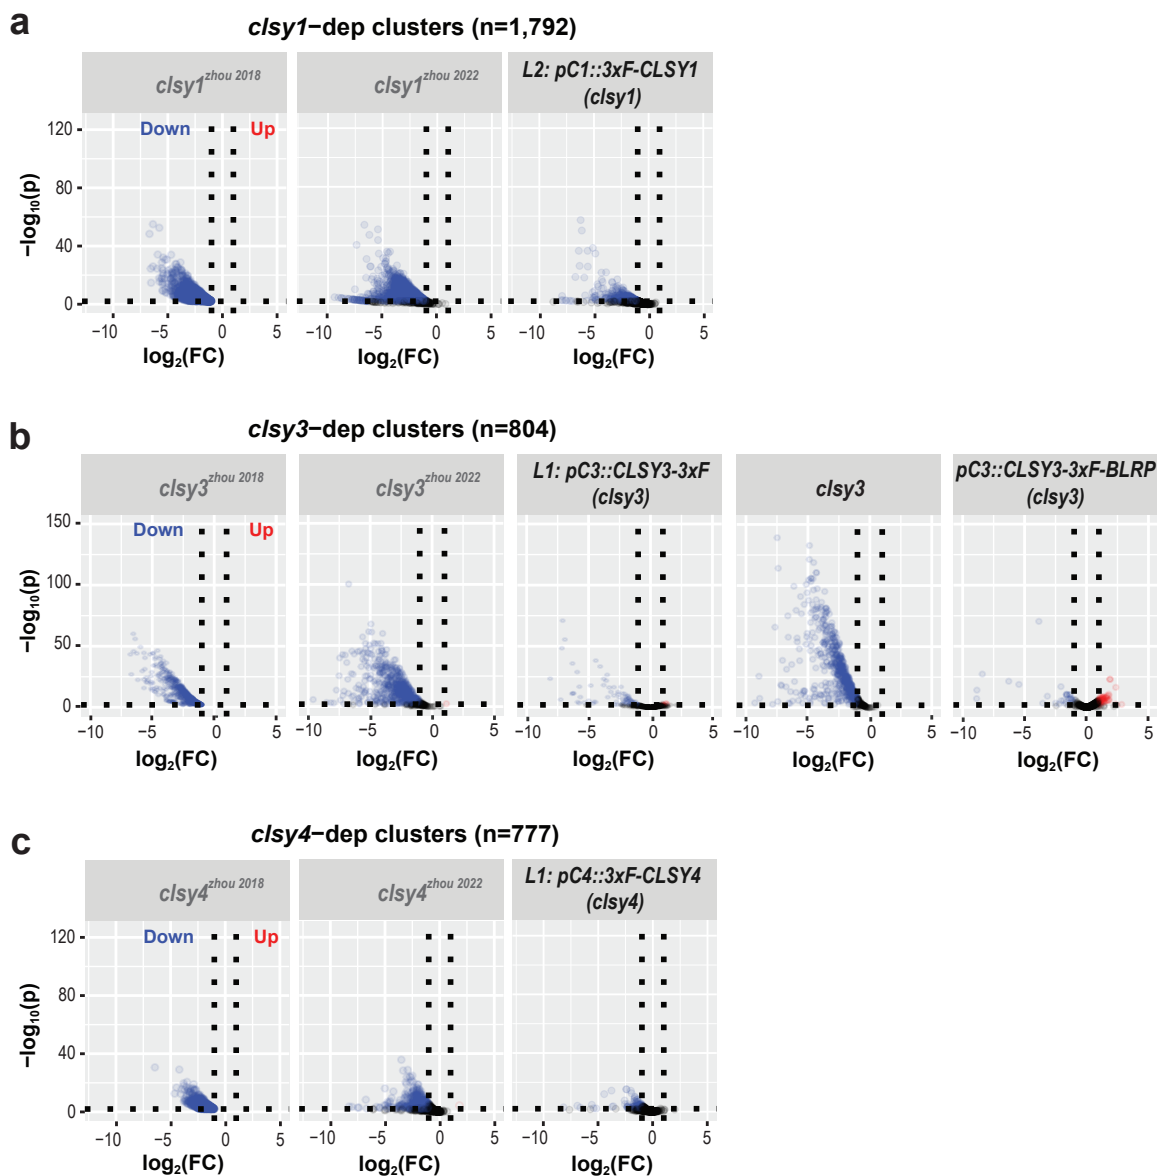 a
clsy1−dep clusters (n=1,792)
clsy1zhou 2018
clsy1zhou 2022
L2: pC1::3xF-CLSY1
(clsy1)
Down
Up
−log10(p)
120
80
40
0
−10 −5 0 5
−10 −5 0 5
−10 −5 0 5
log2(FC)
log2(FC)
log2(FC)
b
clsy3−dep clusters (n=804)
clsy3zhou 2018
clsy3zhou 2022
L1: pC3::CLSY3-3xF
(clsy3)
clsy3
pC3::CLSY3-3xF-BLRP
(clsy3)
Down
Up
−log10(p)
150
100
50
0
−10 −5 0 5
−10 −5 0 5
−10 −5 0 5
−10 −5 0 5
−10 −5 0 5
log2(FC)
log2(FC)
log2(FC)
log2(FC)
log2(FC)
c
clsy4−dep clusters (n=777)
clsy4zhou 2018
clsy4zhou 2022
L1: pC4::3xF-CLSY4
(clsy4)
Down
Up
−log10(p)
120
80
40
0
−10 −5 0 5
−10 −5 0 5
−10 −5 0 5
log2(FC)
log2(FC)
log2(FC)